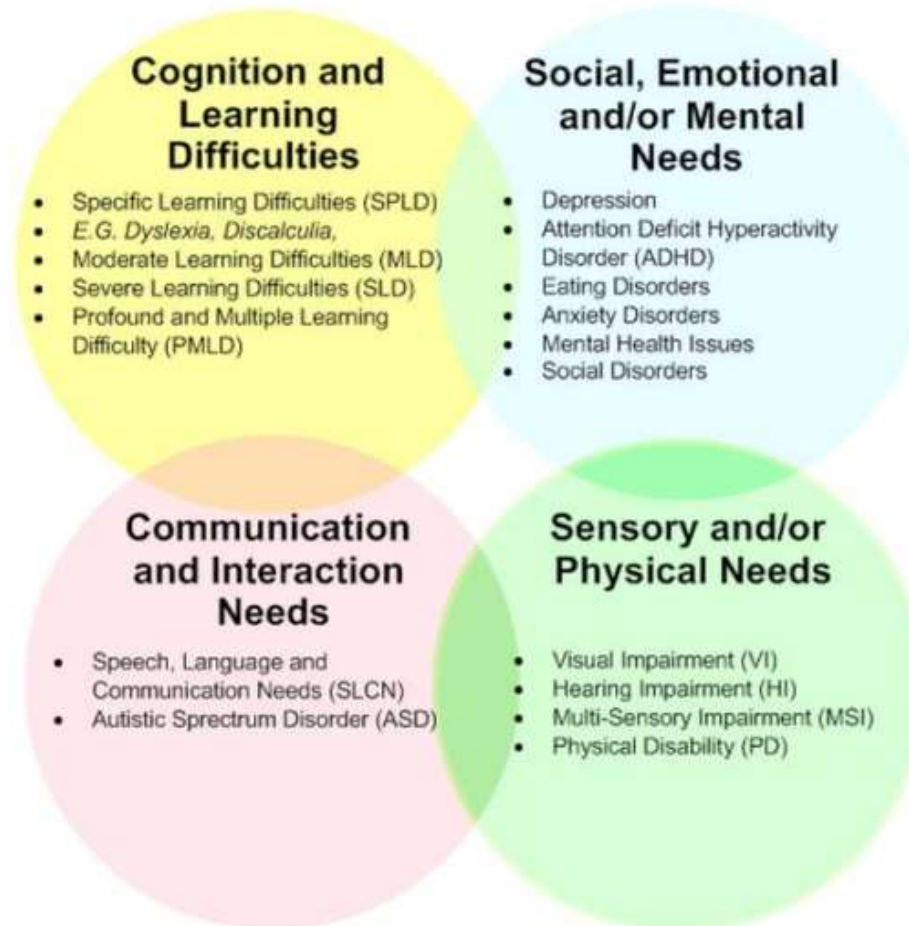 Cognition and
Learning
Difficulties
• Specific Learning Difficulties (SPLD)
• E.G. Dyslexia, Discalculia,
• Moderate Learning Difficulties (MLD)
• Severe Learning Difficulties (SLD)
• Profound and Multiple Learning
Difficulty (PMLD)
Social, Emotional
and/or Mental
Needs
• Depression
• Attention Deficit Hyperactivity
Disorder (ADHD)
• Eating Disorders
• Anxiety Disorders
• Mental Health Issues
• Social Disorders
Communication
and Interaction
Needs
• Speech, Language and
Communication Needs (SLCN)
• Autistic Sprectrum Disorder (ASD)
Sensory and/or
Physical Needs
• Visual Impairment (VI)
• Hearing Impairment (HI)
• Multi-Sensory Impairment (MSI)
• Physical Disability (PD)